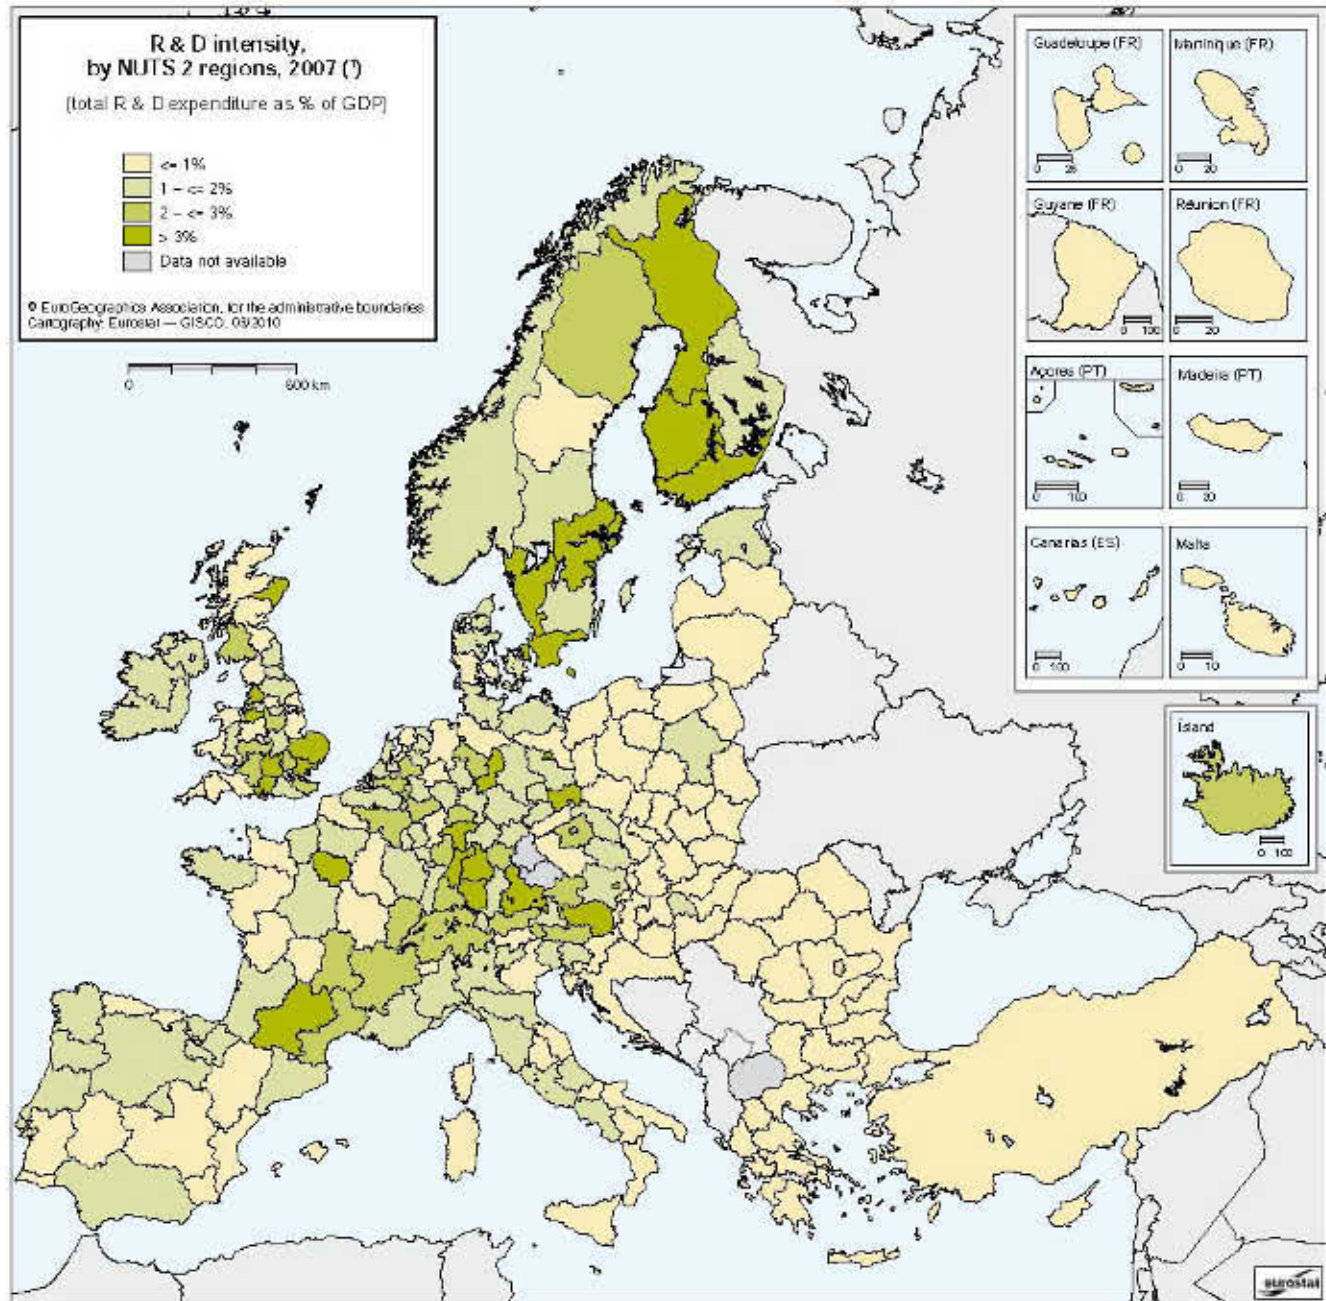 R & D intensity,
by NUTS 2 regions, 2007 (¹)
(total R & D expenditure as % of GDP)
<= 1%
1 – <= 2%
2 – <= 3%
> 3%
Data not available
© EuroGeographics Association, for the administrative boundaries
Cartography: Eurostat — GISCO, 06/2010
0 600 km
Guadeloupe (FR)
0 25
Martinique (FR)
0 20
Guyane (FR)
0 100
Réunion (FR)
0 20
Açores (PT)
0 100
Madeira (PT)
0 20
Canarias (ES)
0 100
Malta
0 10
Ísland
0 100
eurostat